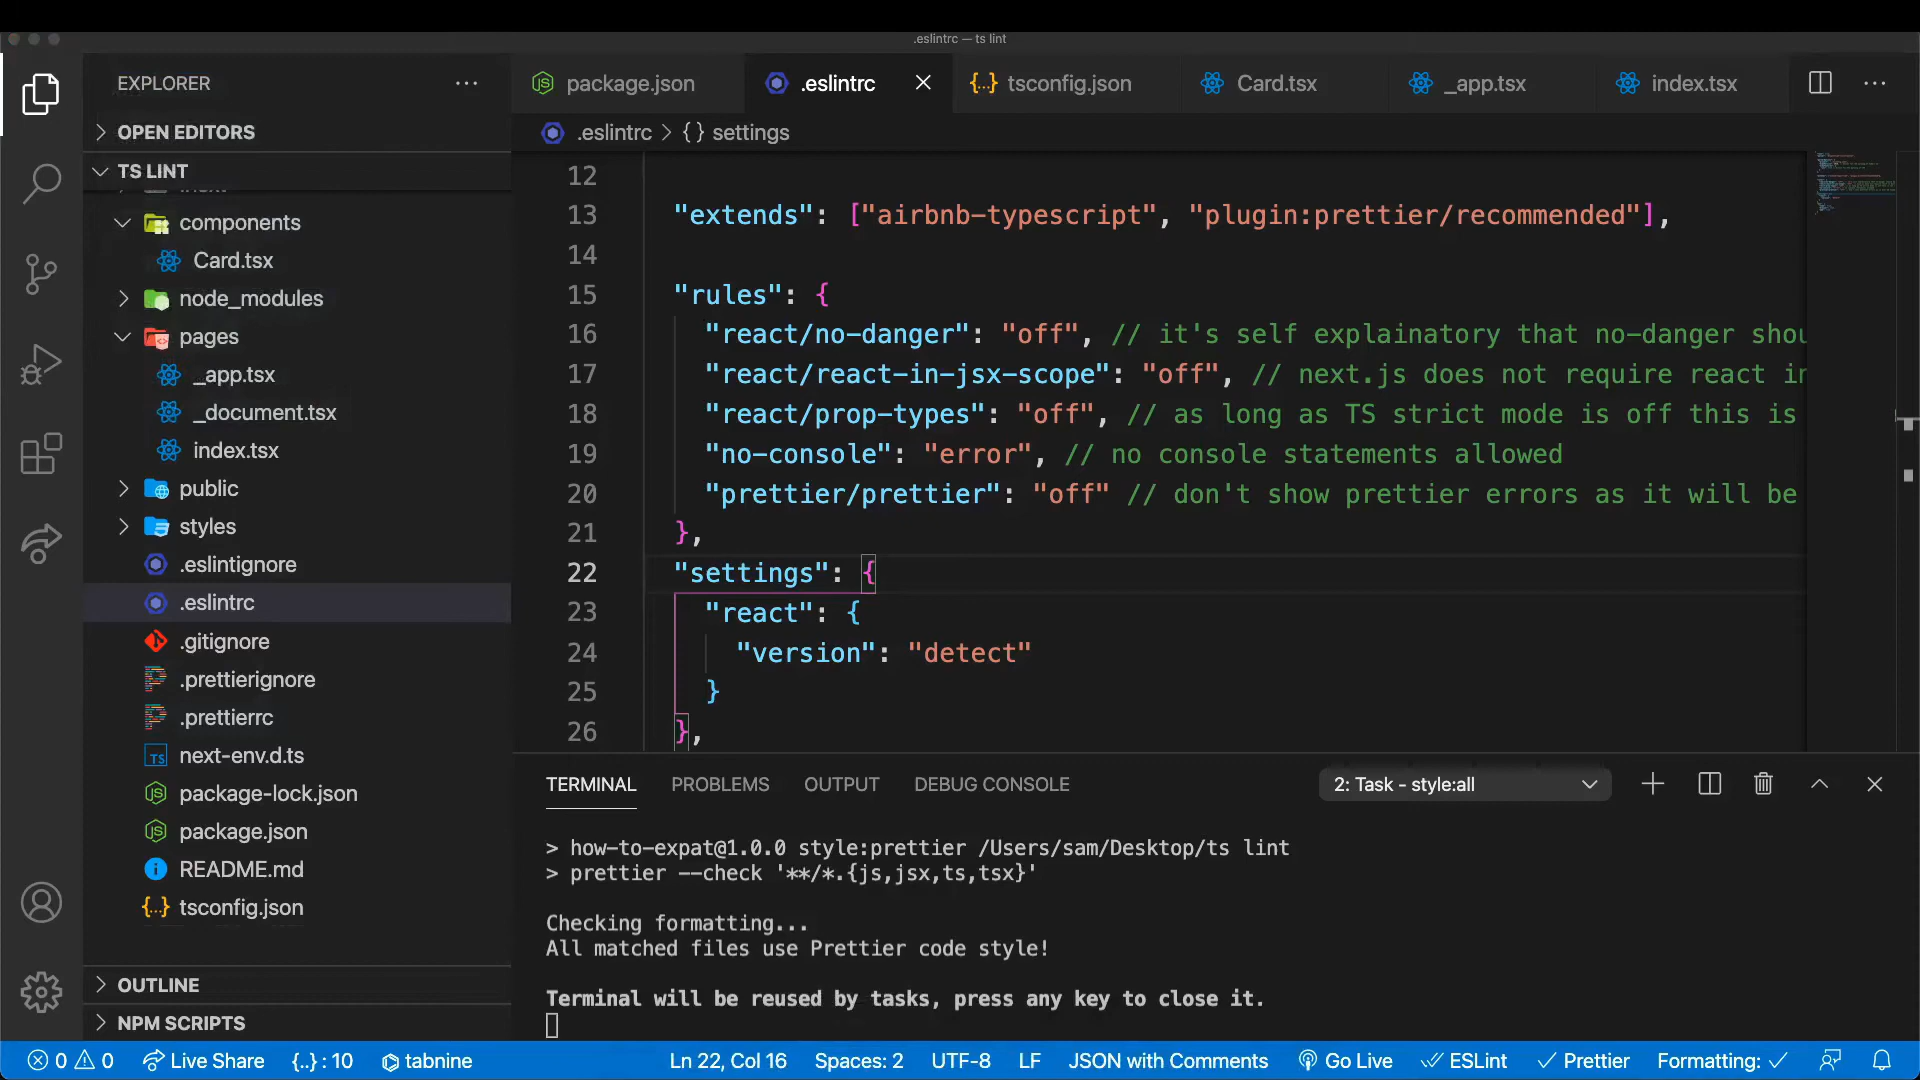 .eslintrc — ts lint
EXPLORER
package.json
.eslintrc
tsconfig.json
Card.tsx
_app.tsx
index.tsx
OPEN EDITORS
.eslintrc > { } settings
TS LINT
components
Card.tsx
node_modules
pages
_app.tsx
_document.tsx
index.tsx
public
styles
.eslintignore
.eslintrc
.gitignore
.prettierignore
.prettierrc
next-env.d.ts
package-lock.json
package.json
README.md
tsconfig.json
OUTLINE
NPM SCRIPTS
12
13 "extends": ["airbnb-typescript", "plugin:prettier/recommended"],
14
15 "rules": {
16 "react/no-danger": "off", // it's self explainatory that no-danger shou
17 "react/react-in-jsx-scope": "off", // next.js does not require react in
18 "react/prop-types": "off", // as long as TS strict mode is off this is
19 "no-console": "error", // no console statements allowed
20 "prettier/prettier": "off" // don't show prettier errors as it will be
21 },
22 "settings": {
23 "react": {
24 "version": "detect"
25 }
26 },
TERMINAL PROBLEMS OUTPUT DEBUG CONSOLE
2: Task - style:all
> how-to-expat@1.0.0 style:prettier /Users/sam/Desktop/ts lint
> prettier --check '**/*.{js,jsx,ts,tsx}'
Checking formatting...
All matched files use Prettier code style!
Terminal will be reused by tasks, press any key to close it.
0 0 Live Share {..} : 10 tabnine Ln 22, Col 16 Spaces: 2 UTF-8 LF JSON with Comments Go Live ESLint Prettier Formatting: ✓